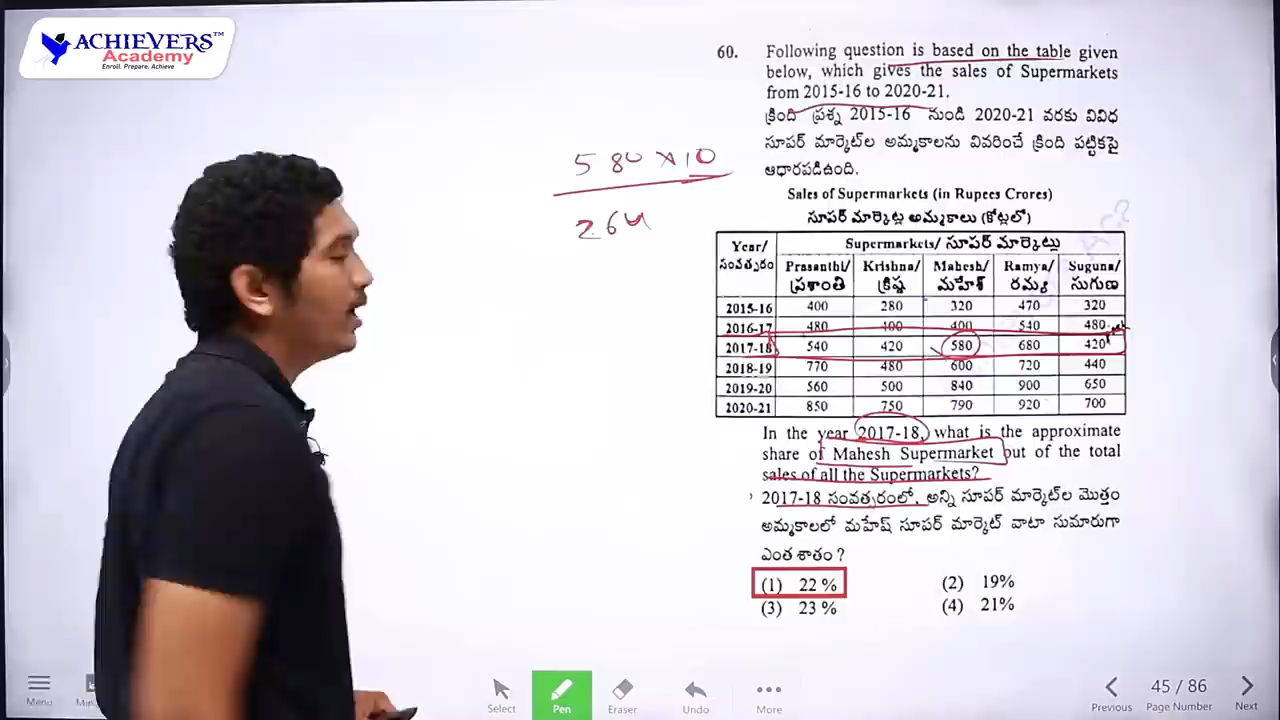 ACHIEVERS™
Academy
Enroll. Prepare. Achieve
60. Following question is based on the table given
below, which gives the sales of Supermarkets
from 2015-16 to 2020-21.
క్రింది ప్రశ్న 2015-16 నుండి 2020-21 వరకు వివిధ
సూపర్ మార్కెట్‌ల అమ్మకాలను వివరించే క్రింది పట్టికపై
ఆధారపడిఉంది.
580 × 10
264
Sales of Supermarkets (in Rupees Crores)
సూపర్ మార్కెట్ల అమ్మకాలు (కోట్లలో)
Year/ Supermarkets/ సూపర్ మార్కెట్లు
సంవత్సరం Prasanthi/ Krishna/ Mahesh/ Ramya/ Suguna/
ప్రశాంతి క్రిష్ణ మహేశ్ రమ్య సుగుణ
2015-16 400 280 320 470 320
2016-17 480 400 400 540 480
2017-18 540 420 580 680 420
2018-19 770 480 600 720 440
2019-20 560 500 840 900 650
2020-21 850 750 790 920 700
In the year 2017-18, what is the approximate
share of Mahesh Supermarket out of the total
sales of all the Supermarkets?
2017-18 సంవత్సరంలో, అన్ని సూపర్ మార్కెట్‌ల మొత్తం
అమ్మకాలలో మహేష్ సూపర్ మార్కెట్ వాటా సుమారుగా
ఎంత శాతం ?
(1) 22 % (2) 19%
(3) 23 % (4) 21%
Menu
Select
Pen
Eraser
Undo
More
Previous
45 / 86
Page Number
Next